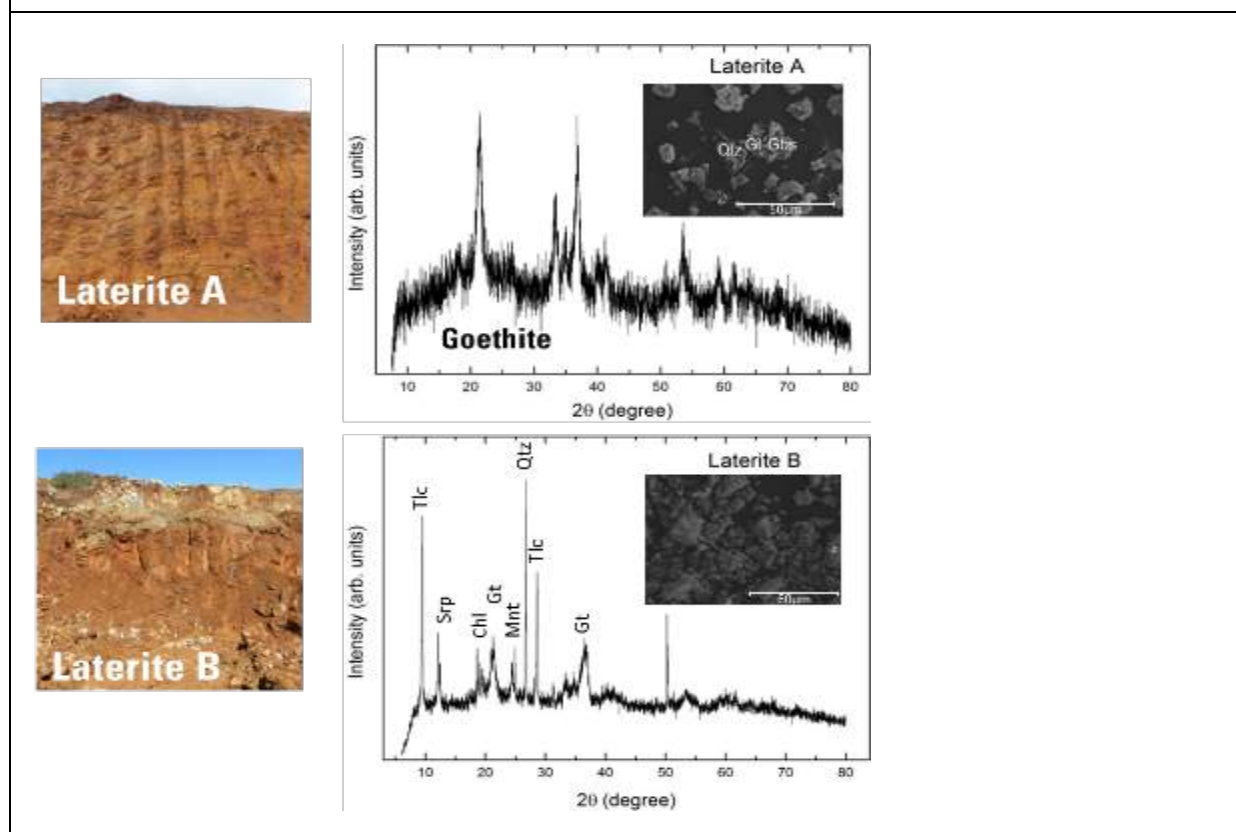 Laterite A
Intensity (arb. units)
Laterite A
Qtz
Gt
Gbs
50μm
Goethite
10 20 30 40 50 60 70 80
2θ (degree)
Laterite B
Intensity (arb. units)
Tlc
Srp
Chl
Gt
Mnt
Qtz
Tlc
Gt
Laterite B
50μm
10 20 30 40 50 60 70 80
2θ (degree)